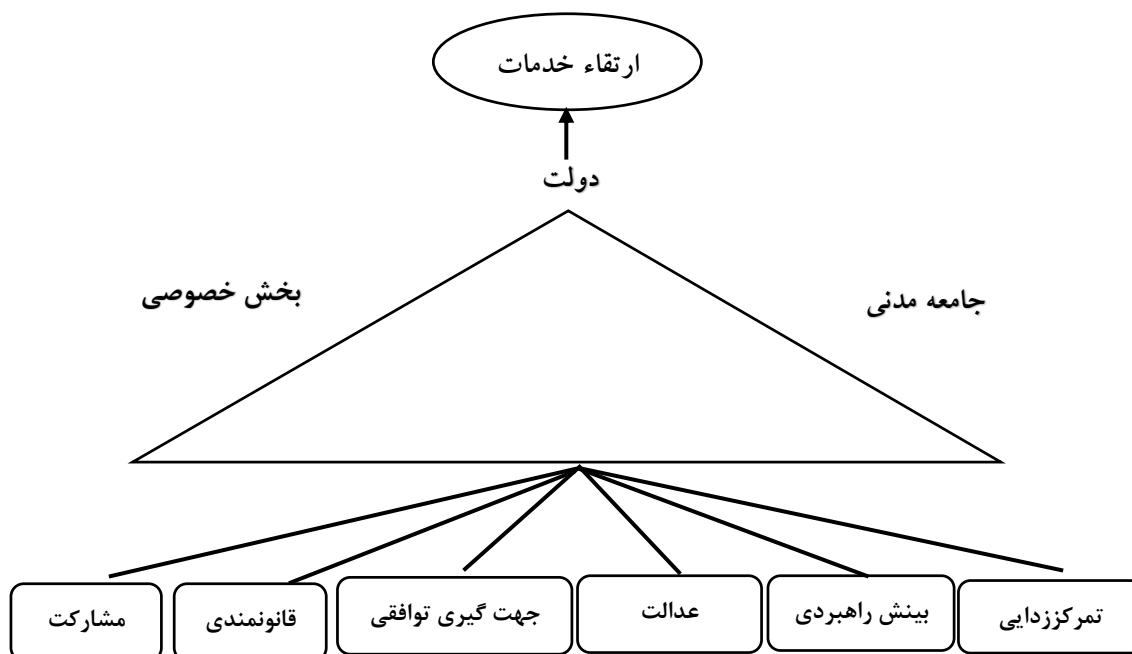 ارتقاء خدمات
دولت
جامعه مدنی
بخش خصوصی
تمرکززدایی
بینش راهبردی
عدالت
جهت گیری توافقی
قانونمندی
مشارکت